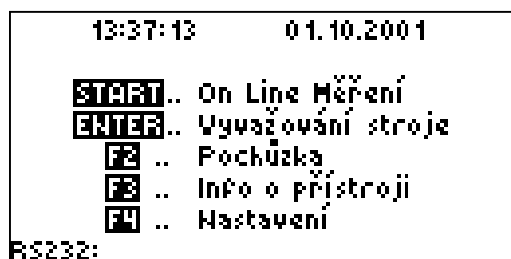 13:37:13 01.10.2001
START.. On Line Měření
ENTER.. Vyvažování stroje
F2 .. Pochůzka
F3 .. Info o přístroji
F4 .. Nastavení
RS232: